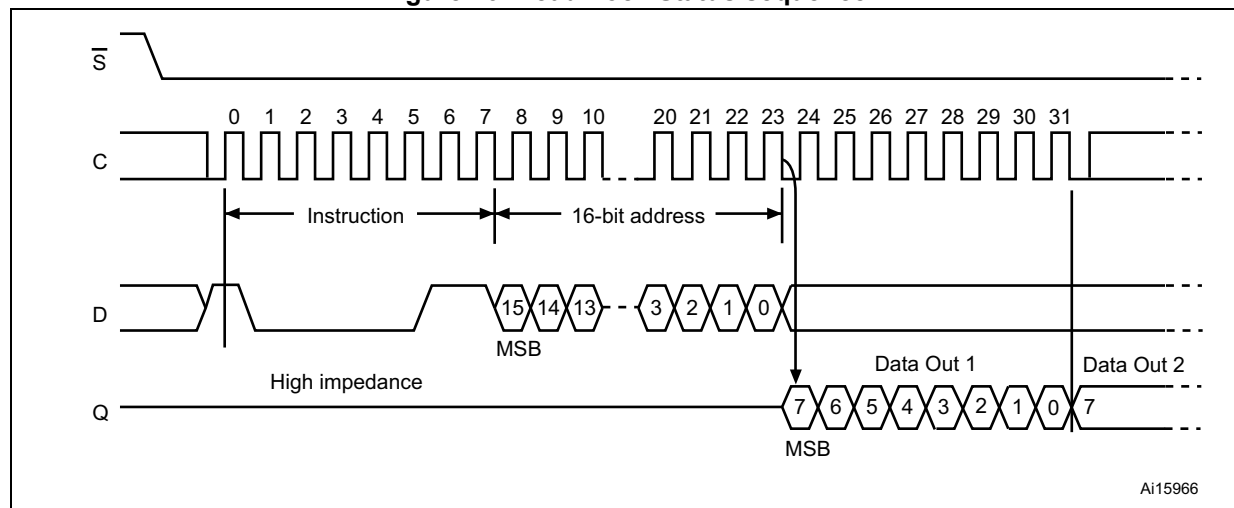 S
0 1 2 3 4 5 6 7 8 9 10 20 21 22 23 24 25 26 27 28 29 30 31
C
Instruction 16-bit address
D
15 14 13 3 2 1 0
MSB
Data Out 1 Data Out 2
High impedance
Q
7 6 5 4 3 2 1 0 7
MSB
Ai15966